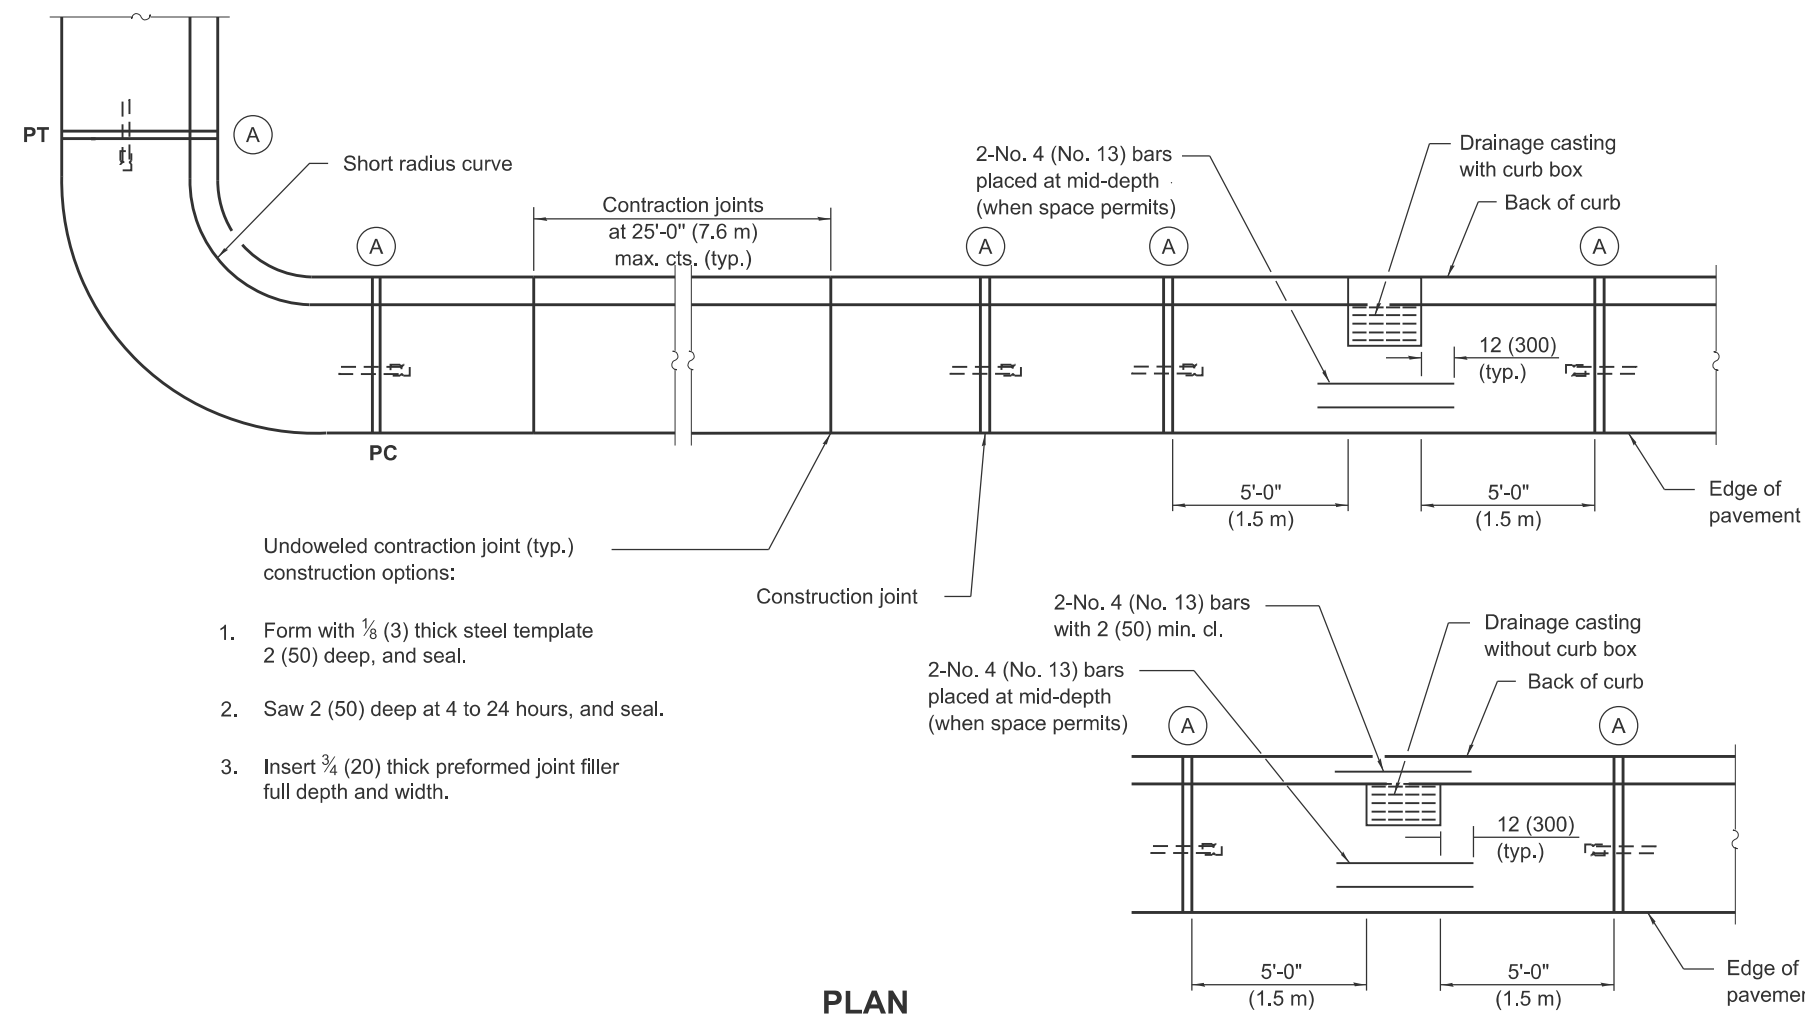 PT
A
Short radius curve
A
Contraction joints
at 25'-0" (7.6 m)
max. cts. (typ.)
2-No. 4 (No. 13) bars
placed at mid-depth
(when space permits)
A
A
Drainage casting
with curb box
Back of curb
A
12 (300)
(typ.)
PC
5'-0"
(1.5 m)
5'-0"
(1.5 m)
Edge of
pavement
Undoweled contraction joint (typ.)
construction options:
1. Form with ⅛ (3) thick steel template
2 (50) deep, and seal.
2. Saw 2 (50) deep at 4 to 24 hours, and seal.
3. Insert ¾ (20) thick preformed joint filler
full depth and width.
Construction joint
2-No. 4 (No. 13) bars
with 2 (50) min. cl.
2-No. 4 (No. 13) bars
placed at mid-depth
(when space permits)
Drainage casting
without curb box
Back of curb
A
A
12 (300)
(typ.)
5'-0"
(1.5 m)
5'-0"
(1.5 m)
Edge of
pavemen
PLAN